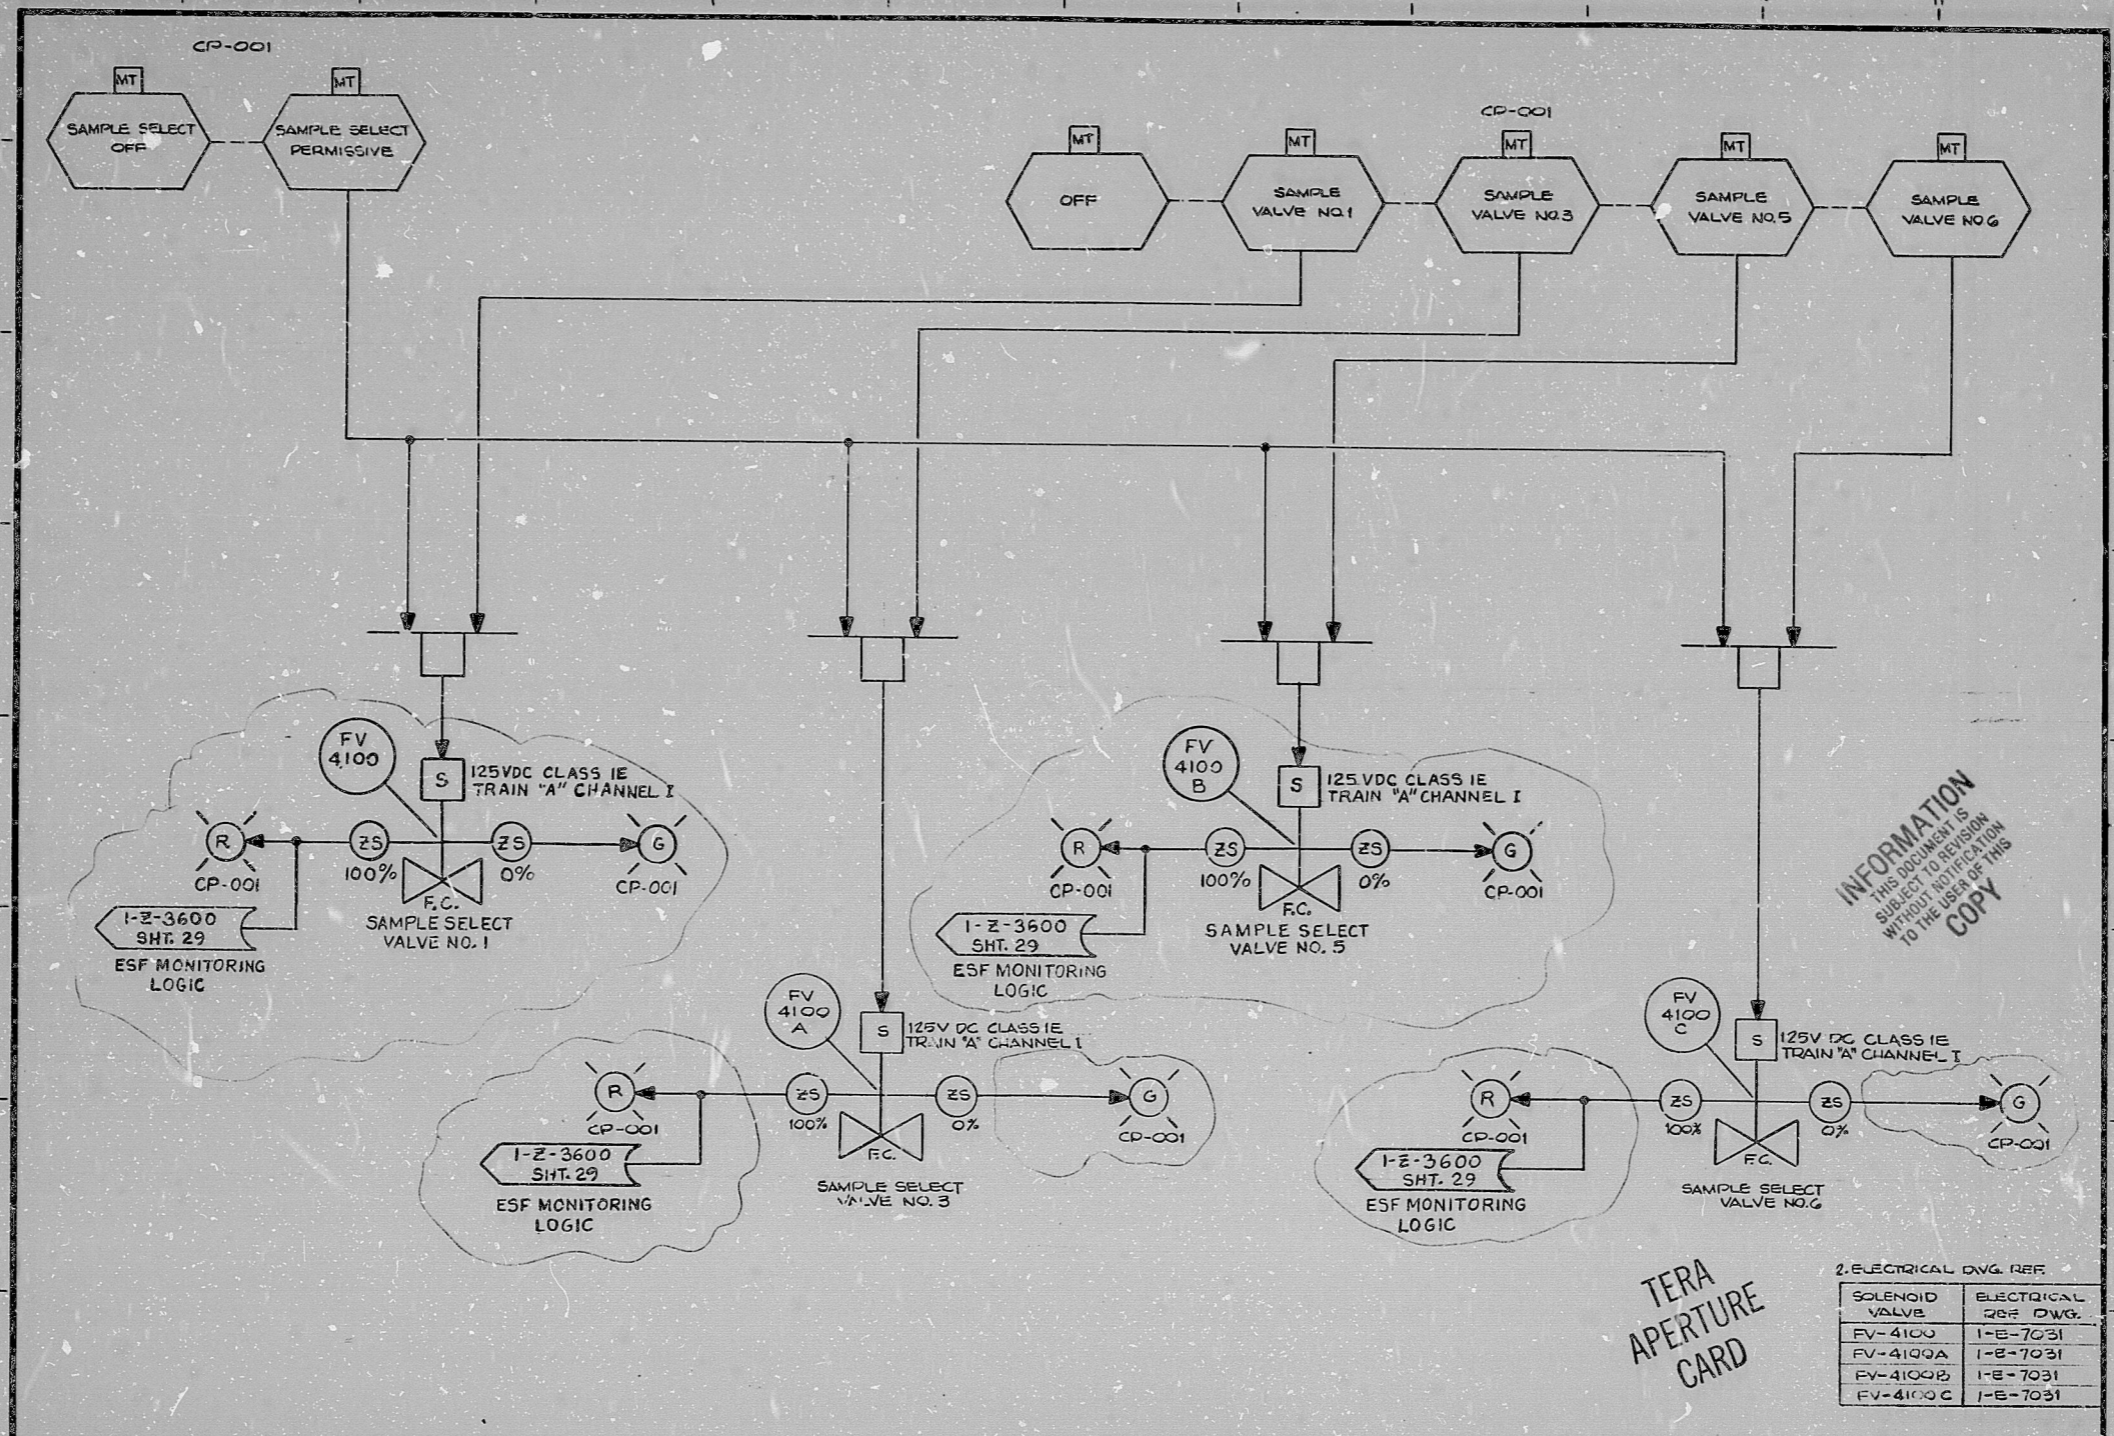 CP-001
MT
SAMPLE SELECT
OFF
MT
SAMPLE SELECT
PERMISSIVE
CP-001
MT
OFF
MT
SAMPLE
VALVE NO.1
MT
SAMPLE
VALVE NO.3
MT
SAMPLE
VALVE NO.5
MT
SAMPLE
VALVE NO.6
FV
4100
S
125VDC CLASS IE
TRAIN "A" CHANNEL I
R
ZS
ZS
G
CP-001
100%
0%
CP-001
F.C.
SAMPLE SELECT
VALVE NO. 1
1-Z-3600
SHT. 29
ESF MONITORING
LOGIC
FV
4100
B
S
125 VDC CLASS IE
TRAIN "A" CHANNEL I
R
ZS
ZS
G
CP-001
100%
0%
CP-001
F.C.
SAMPLE SELECT
VALVE NO. 5
1-Z-3600
SHT. 29
ESF MONITORING
LOGIC
INFORMATION
THIS DOCUMENT IS
SUBJECT TO REVISION
WITHOUT NOTIFICATION
TO THE USER OF THIS
COPY
FV
4100
A
S
125V DC CLASS IE
TRAIN "A" CHANNEL I
R
ZS
ZS
G
CP-001
100%
0%
CP-001
F.C.
SAMPLE SELECT
VALVE NO. 3
1-Z-3600
SHT. 29
ESF MONITORING
LOGIC
FV
4100
C
S
125V DC CLASS IE
TRAIN "A" CHANNEL I
R
ZS
ZS
G
CP-001
100%
0%
CP-001
F.C.
SAMPLE SELECT
VALVE NO.6
1-Z-3600
SHT. 29
ESF MONITORING
LOGIC
TERA
APERTURE
CARD
2. ELECTRICAL DWG. REF.
SOLENOID VALVE ELECTRICAL REF DWG.
FV-4100 1-E-7031
FV-4100A 1-E-7031
FV-4100B 1-E-7031
FV-4100C 1-E-7031